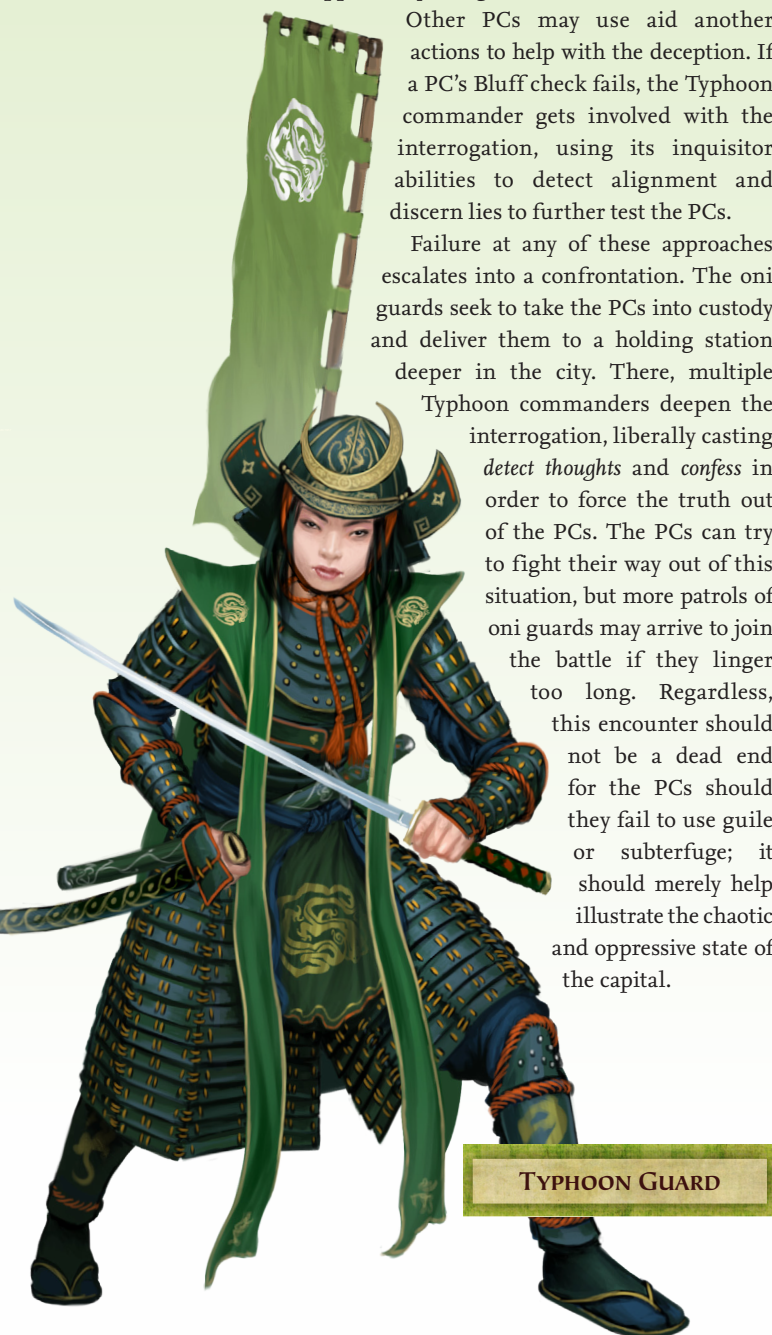 Other PCs may use aid another
actions to help with the deception. If
a PC’s Bluff check fails, the Typhoon
commander gets involved with the
interrogation, using its inquisitor
abilities to detect alignment and
discern lies to further test the PCs.
Failure at any of these approaches
escalates into a confrontation. The oni
guards seek to take the PCs into custody
and deliver them to a holding station
deeper in the city. There, multiple
Typhoon commanders deepen the
interrogation, liberally casting
detect thoughts and confess in
order to force the truth out
of the PCs. The PCs can try
to fight their way out of this
situation, but more patrols of
oni guards may arrive to join
the battle if they linger
too long. Regardless,
this encounter should
not be a dead end
for the PCs should
they fail to use guile
or subterfuge; it
should merely help
illustrate the chaotic
and oppressive state of
the capital.
Typhoon Guard